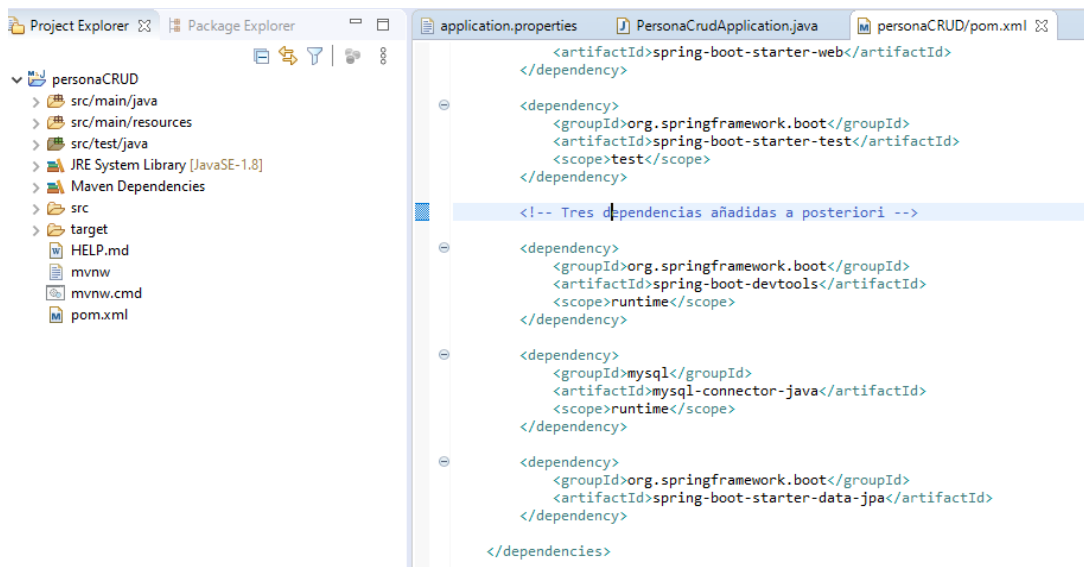 Project Explorer
Package Explorer
personaCRUD
src/main/java
src/main/resources
src/test/java
JRE System Library [JavaSE-1.8]
Maven Dependencies
src
target
HELP.md
mvnw
mvnw.cmd
pom.xml
application.properties
PersonaCrudApplication.java
personaCRUD/pom.xml
<artifactId>spring-boot-starter-web</artifactId>
</dependency>
<dependency>
<groupId>org.springframework.boot</groupId>
<artifactId>spring-boot-starter-test</artifactId>
<scope>test</scope>
</dependency>
<!-- Tres dependencias añadidas a posteriori -->
<dependency>
<groupId>org.springframework.boot</groupId>
<artifactId>spring-boot-devtools</artifactId>
<scope>runtime</scope>
</dependency>
<dependency>
<groupId>mysql</groupId>
<artifactId>mysql-connector-java</artifactId>
<scope>runtime</scope>
</dependency>
<dependency>
<groupId>org.springframework.boot</groupId>
<artifactId>spring-boot-starter-data-jpa</artifactId>
</dependency>
</dependencies>